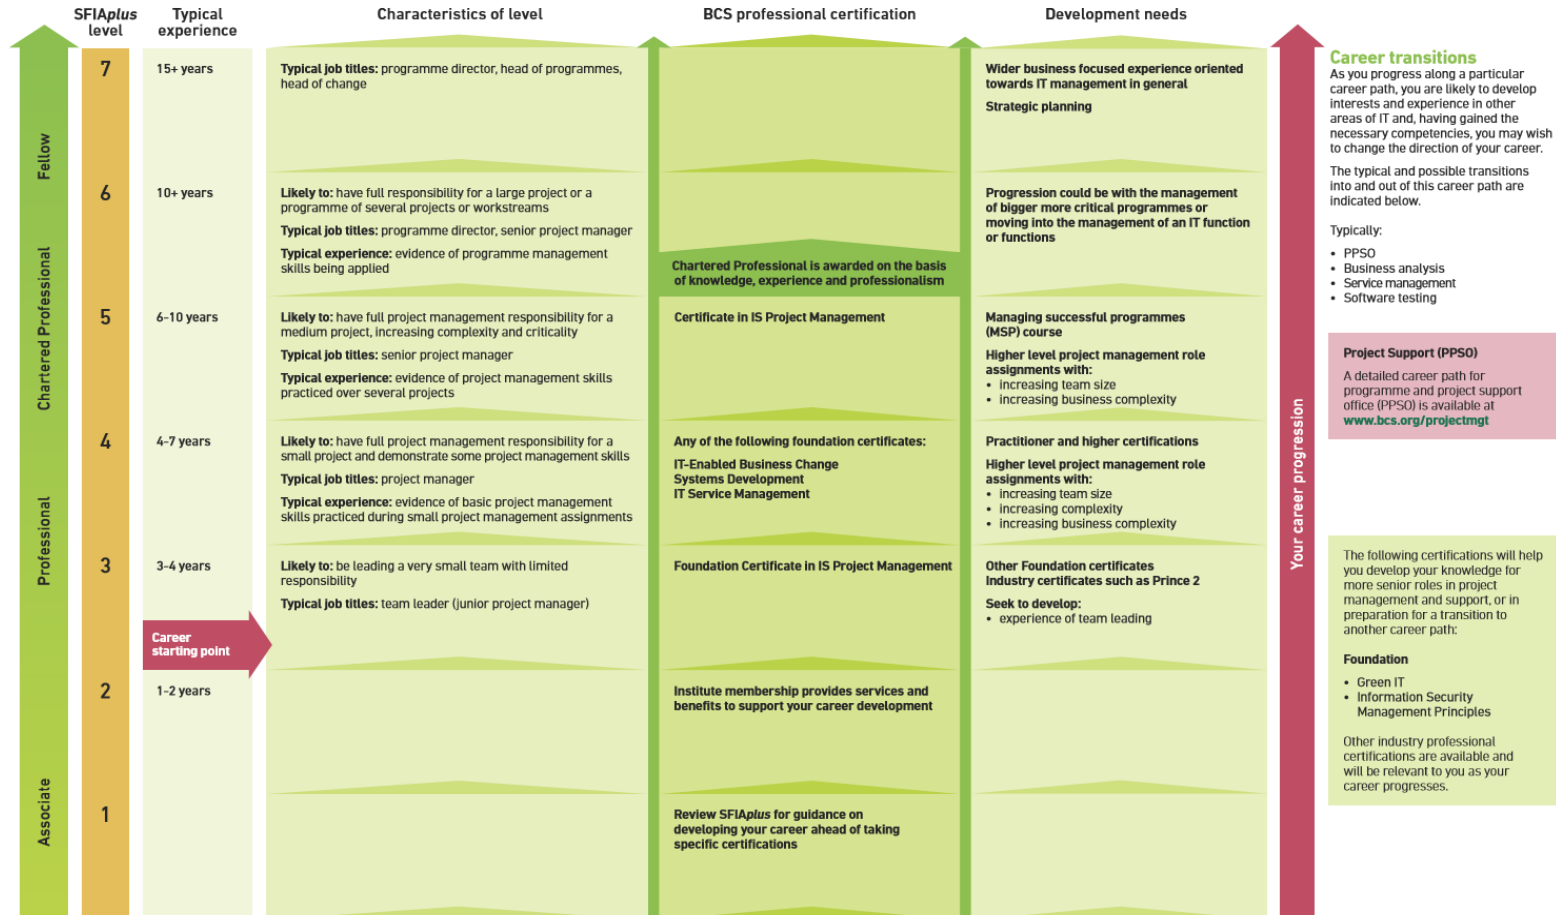 SFIAplus
level
Typical
experience
Characteristics of level
BCS professional certification
Development needs
Fellow
Chartered Professional
Professional
Associate
7
15+ years
Typical job titles: programme director, head of programmes,
head of change
Wider business focused experience oriented
towards IT management in general
Strategic planning
6
10+ years
Likely to: have full responsibility for a large project or a
programme of several projects or workstreams
Typical job titles: programme director, senior project manager
Typical experience: evidence of programme management
skills being applied
Chartered Professional is awarded on the basis
of knowledge, experience and professionalism
Progression could be with the management
of bigger more critical programmes or
moving into the management of an IT function
or functions
5
6-10 years
Likely to: have full project management responsibility for a
medium project, increasing complexity and criticality
Typical job titles: senior project manager
Typical experience: evidence of project management skills
practiced over several projects
Certificate in IS Project Management
Managing successful programmes
(MSP) course
Higher level project management role
assignments with:
• increasing team size
• increasing business complexity
4
4-7 years
Likely to: have full project management responsibility for a
small project and demonstrate some project management skills
Typical job titles: project manager
Typical experience: evidence of basic project management
skills practiced during small project management assignments
Any of the following foundation certificates:
IT-Enabled Business Change
Systems Development
IT Service Management
Practitioner and higher certifications
Higher level project management role
assignments with:
• increasing team size
• increasing complexity
• increasing business complexity
3
3-4 years
Likely to: be leading a very small team with limited
responsibility
Typical job titles: team leader (junior project manager)
Foundation Certificate in IS Project Management
Other Foundation certificates
Industry certificates such as Prince 2
Seek to develop:
• experience of team leading
Career
starting point
2
1-2 years
Institute membership provides services and
benefits to support your career development
1
Review SFIAplus for guidance on
developing your career ahead of taking
specific certifications
Your career progression
Career transitions
As you progress along a particular
career path, you are likely to develop
interests and experience in other
areas of IT and, having gained the
necessary competencies, you may wish
to change the direction of your career.
The typical and possible transitions
into and out of this career path are
indicated below.
Typically:
• PPSO
• Business analysis
• Service management
• Software testing
Project Support (PPSO)
A detailed career path for
programme and project support
office (PPSO) is available at
www.bcs.org/projectmgt
The following certifications will help
you develop your knowledge for
more senior roles in project
management and support, or in
preparation for a transition to
another career path:
Foundation
• Green IT
• Information Security
Management Principles
Other industry professional
certifications are available and
will be relevant to you as your
career progresses.